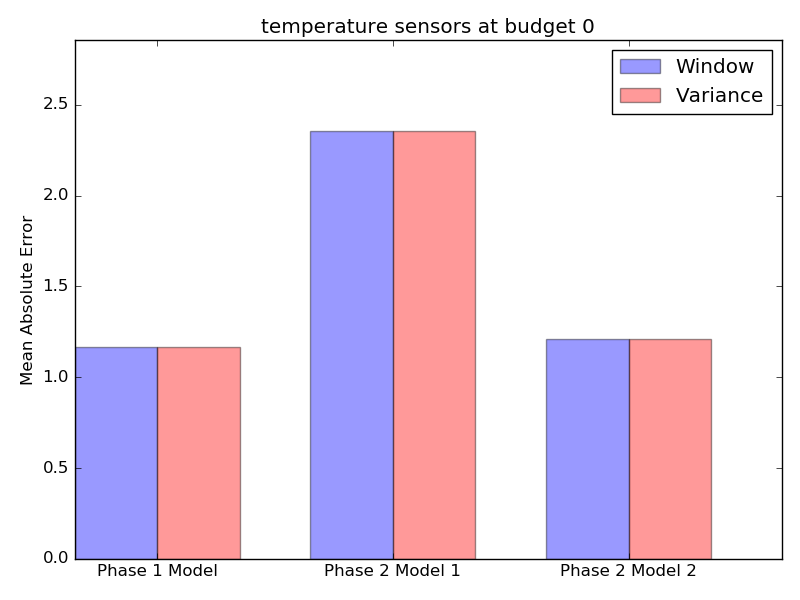 temperature sensors at budget 0
Window
Variance
Mean Absolute Error
2.5
2.0
1.5
1.0
0.5
0.0
Phase 1 Model
Phase 2 Model 1
Phase 2 Model 2